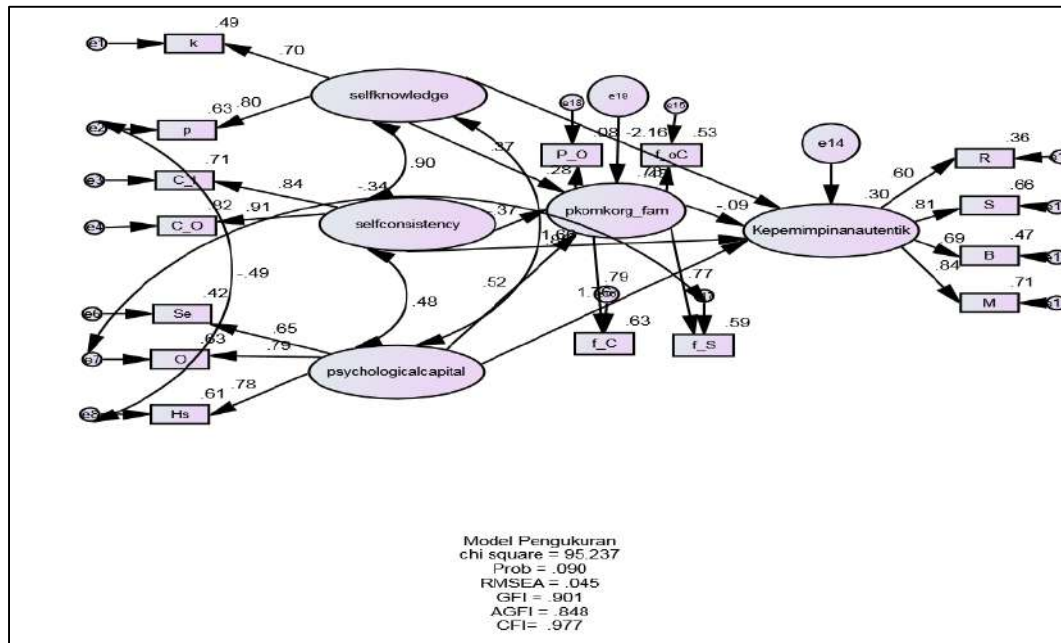 .49
e1 k
.70
selfknowledge
.80
.63
e2 p
.71
e3 C_I
.84
.90
-.34
.82 .91
e4 C_O
selfconsistency
.37
.37
-.49
.48
.52
.42
e6 Se
.65
.63
e7 O
.79
psychologicalcapital
.61 .78
e8 Hs
e18 e19 e15
.08 -2.16 .53
P_O f_oC
.28
pkomkorg_fam
-.09
.79 .77
.63 .59
f_C f_S
e14
.36
R
.60
.30
.66
.81 S
Kepemimpinanautentik
.69 .47
B
.84 .71
M
Model Pengukuran
chi square = 95.237
Prob = .090
RMSEA = .045
GFI = .901
AGFI = .848
CFI= .977